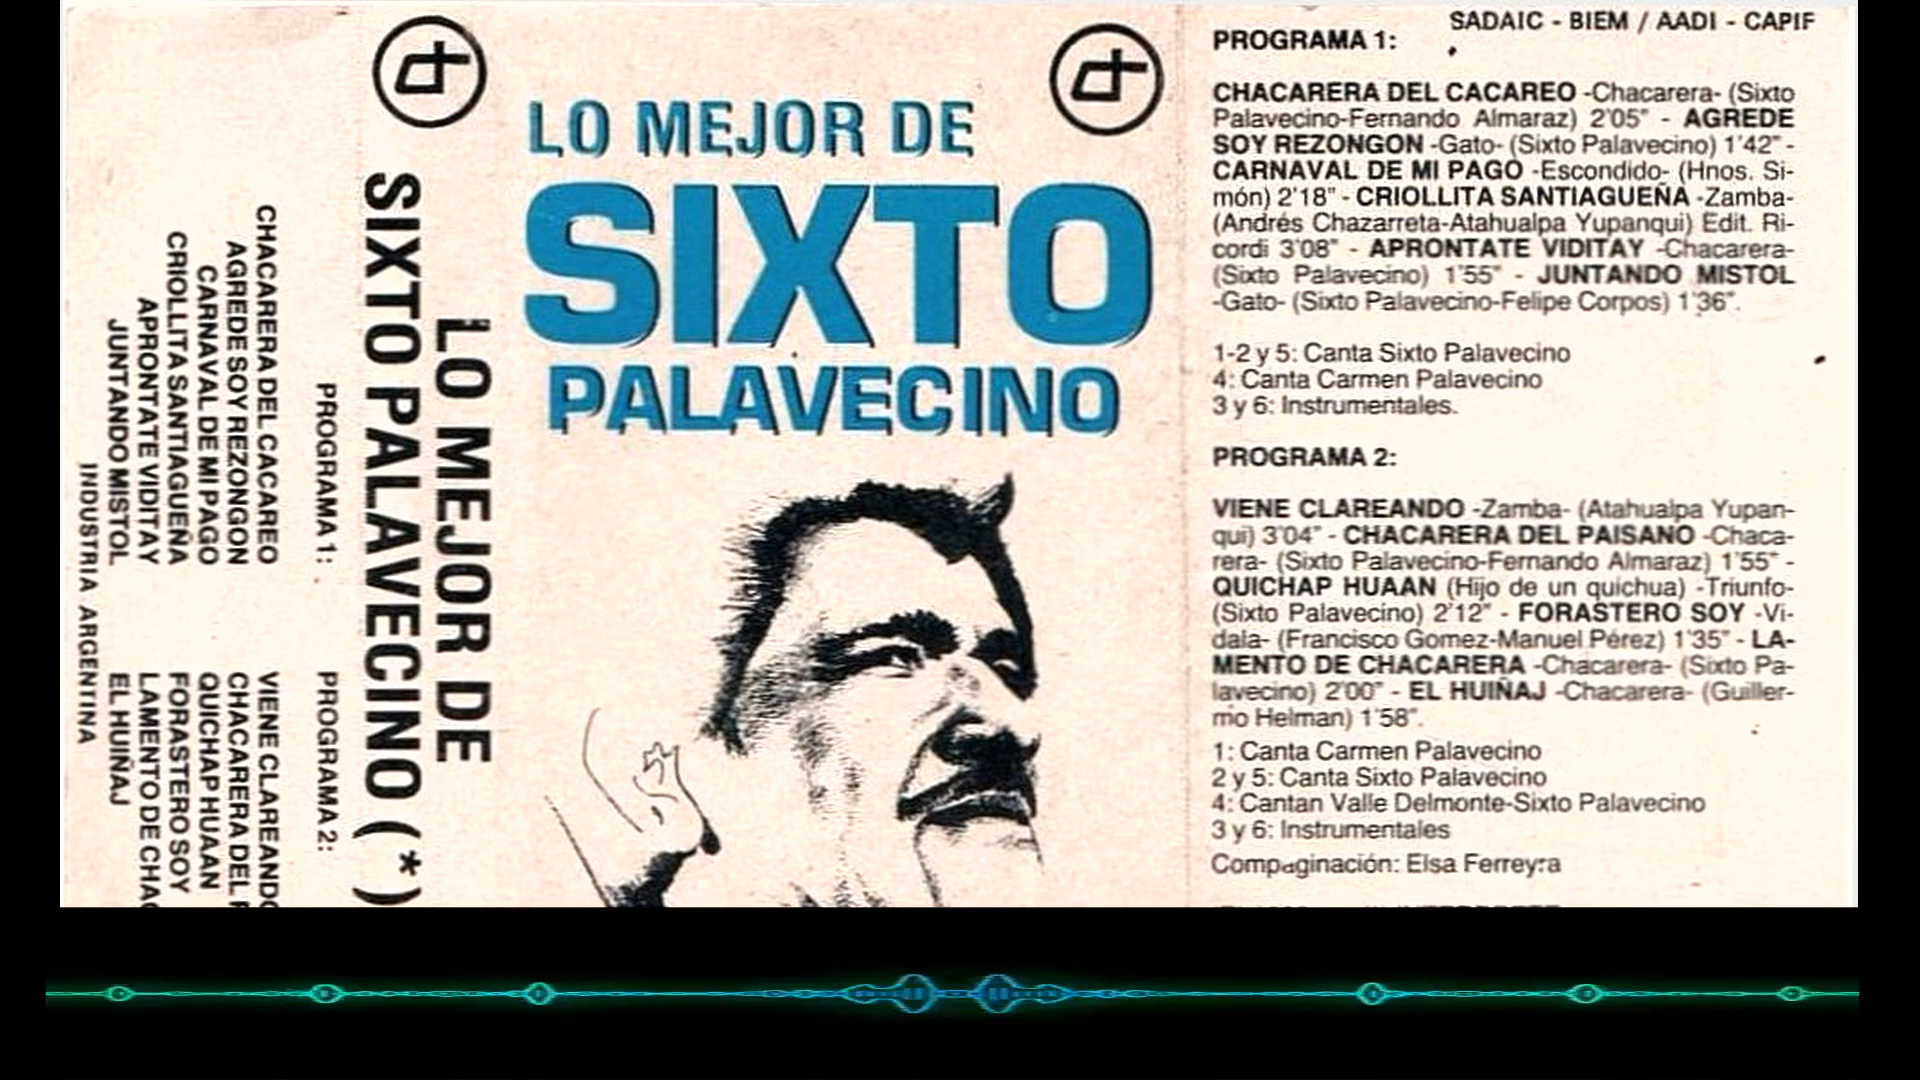 CHACARERA DEL CACAREO
AGREDE SOY REZONGON
CARNAVAL DE MI PAGO
CRIOLLITA SANTIAGUEÑA
APRONTATE VIDITAY
JUNTANDO MISTOL
INDUSTRIA ARGENTINA
PROGRAMA 1:
VIENE CLAREANDO
CHACARERA DEL P
QUICHAP HUAAN
FORASTERO SOY
LAMENTO DE CHAC
EL HUIÑAJ
PROGRAMA 2:
LO MEJOR DE
SIXTO PALAVECINO (*)
LO MEJOR DE
SIXTO
PALAVECINO
SADAIC - BIEM / AADI - CAPIF
PROGRAMA 1:
CHACARERA DEL CACAREO -Chacarera- (Sixto
Palavecino-Fernando Almaraz) 2'05" - AGREDE
SOY REZONGON -Gato- (Sixto Palavecino) 1'42" -
CARNAVAL DE MI PAGO -Escondido- (Hnos. Si-
món) 2'18" - CRIOLLITA SANTIAGUEÑA -Zamba-
(Andrés Chazarreta-Atahualpa Yupanqui) Edit. Ri-
cordi 3'08" - APRONTATE VIDITAY -Chacarera-
(Sixto Palavecino) 1'55" - JUNTANDO MISTOL
-Gato- (Sixto Palavecino-Felipe Corpos) 1'36".
1-2 y 5: Canta Sixto Palavecino
4: Canta Carmen Palavecino
3 y 6: Instrumentales.
PROGRAMA 2:
VIENE CLAREANDO -Zamba- (Atahualpa Yupan-
qui) 3'04" - CHACARERA DEL PAISANO -Chaca-
rera- (Sixto Palavecino-Fernando Almaraz) 1'55" -
QUICHAP HUAAN (Hijo de un quichua) -Triunfo-
(Sixto Palavecino) 2'12" - FORASTERO SOY -Vi-
dala- (Francisco Gomez-Manuel Pérez) 1'35" - LA-
MENTO DE CHACARERA -Chacarera- (Sixto Pa-
lavecino) 2'00" - EL HUIÑAJ -Chacarera- (Guiller-
mo Helman) 1'58".
1: Canta Carmen Palavecino
2 y 5: Canta Sixto Palavecino
4: Cantan Valle Delmonte-Sixto Palavecino
3 y 6: Instrumentales
Compaginación: Elsa Ferreyra